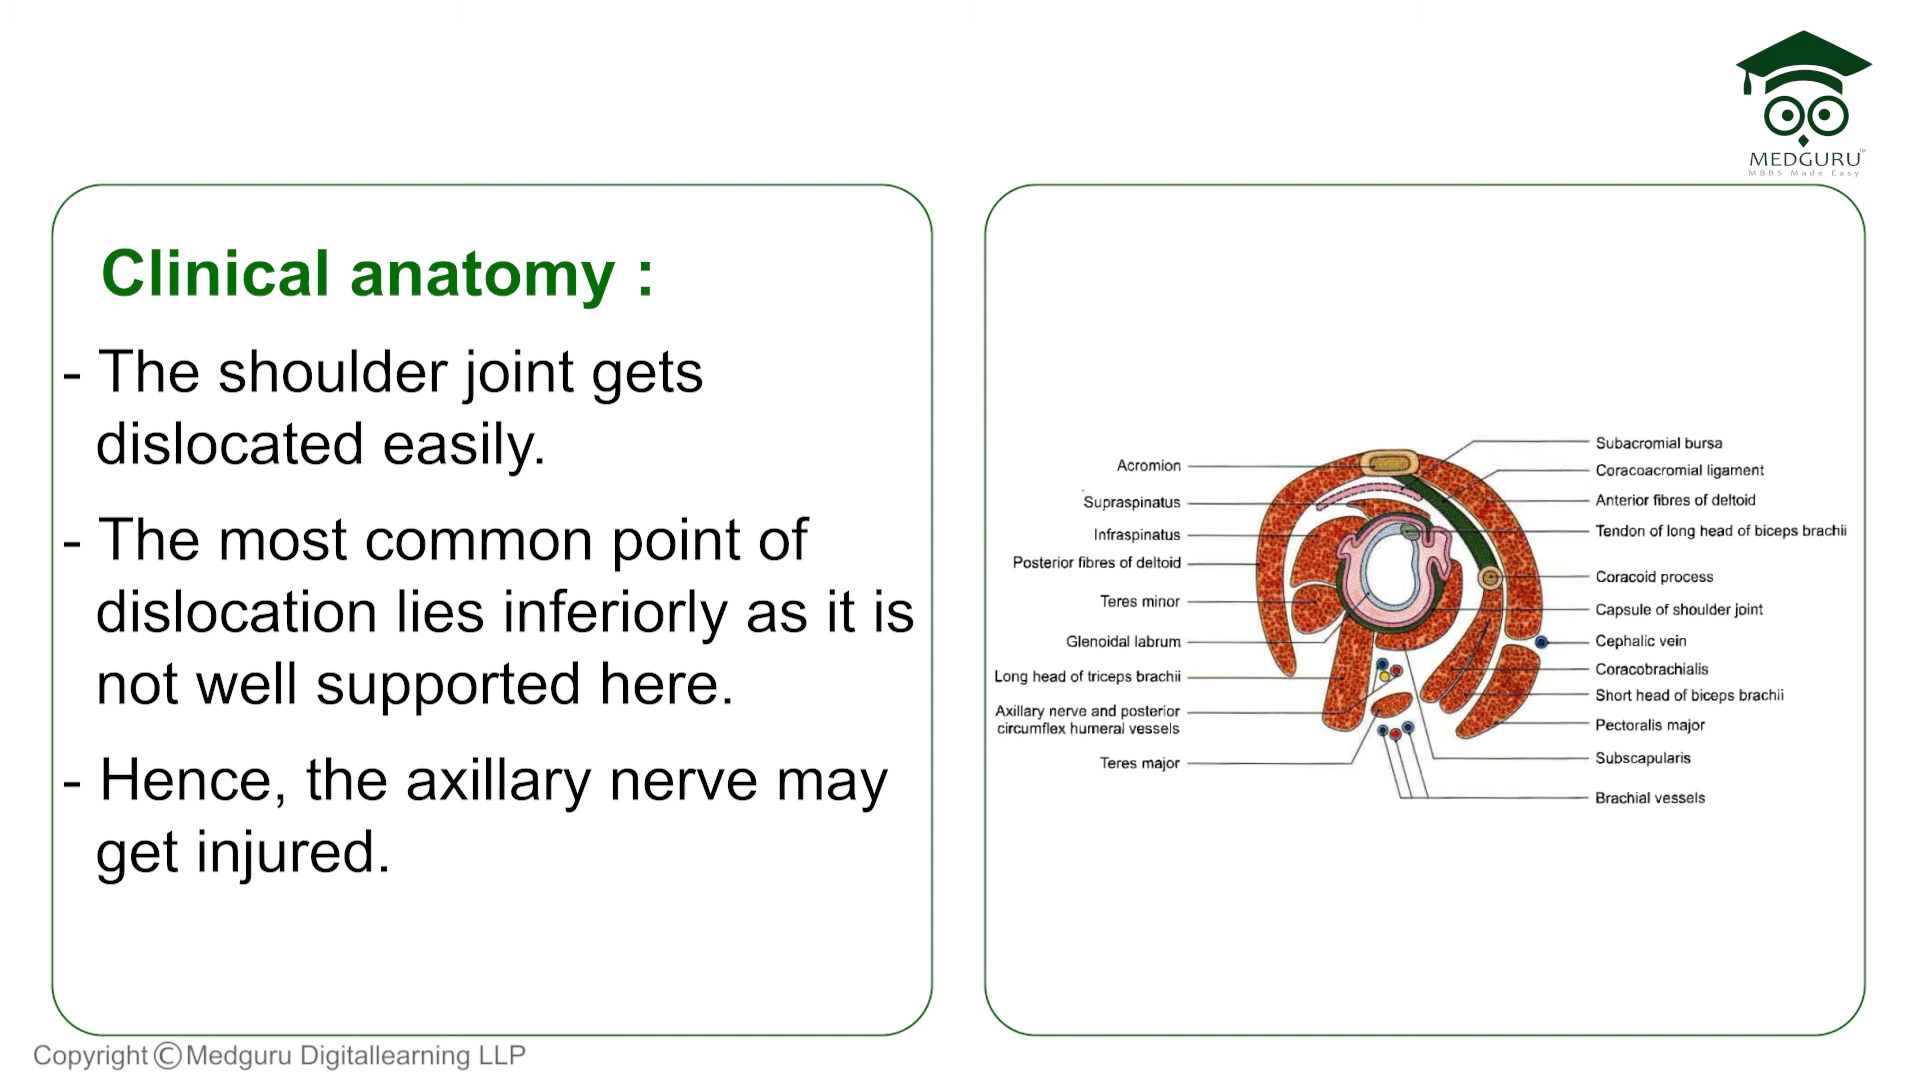 MEDGURU
MBBS Made Easy
Clinical anatomy :
- The shoulder joint gets
dislocated easily.
- The most common point of
dislocation lies inferiorly as it is
not well supported here.
- Hence, the axillary nerve may
get injured.
Acromion
Supraspinatus
Infraspinatus
Posterior fibres of deltoid
Teres minor
Glenoidal labrum
Long head of triceps brachii
Axillary nerve and posterior
circumflex humeral vessels
Teres major
Subacromial bursa
Coracoacromial ligament
Anterior fibres of deltoid
Tendon of long head of biceps brachii
Coracoid process
Capsule of shoulder joint
Cephalic vein
Coracobrachialis
Short head of biceps brachii
Pectoralis major
Subscapularis
Brachial vessels
Copyright © Medguru Digitallearning LLP